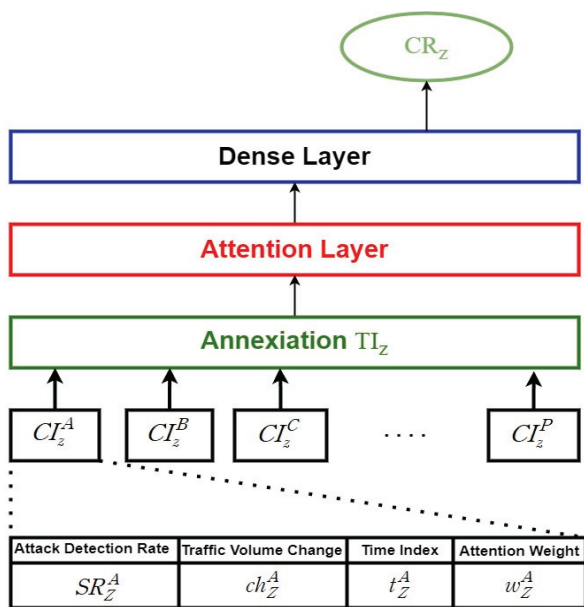 CR_z
Dense Layer
Attention Layer
Annexiation TI_z
CI_z^A CI_z^B CI_z^C .... CI_z^P
Attack Detection Rate Traffic Volume Change Time Index Attention Weight
SR_Z^A ch_Z^A t_Z^A w_Z^A